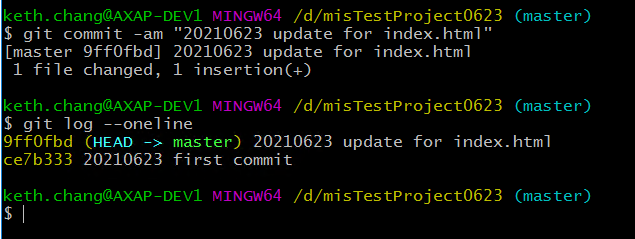 keth.chang@AXAP-DEV1 MINGW64 /d/misTestProject0623 (master)
$ git commit -am "20210623 update for index.html"
[master 9ff0fbd] 20210623 update for index.html
 1 file changed, 1 insertion(+)
keth.chang@AXAP-DEV1 MINGW64 /d/misTestProject0623 (master)
$ git log --oneline
9ff0fbd (HEAD -> master) 20210623 update for index.html
ce7b333 20210623 first commit
keth.chang@AXAP-DEV1 MINGW64 /d/misTestProject0623 (master)
$